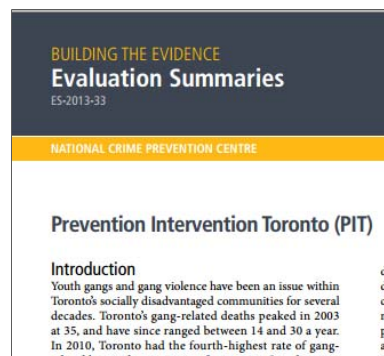 BUILDING THE EVIDENCE
Evaluation Summaries
ES-2013-33
NATIONAL CRIME PREVENTION CENTRE
Prevention Intervention Toronto (PIT)
Introduction
Youth gangs and gang violence have been an issue within
Toronto's socially disadvantaged communities for several
decades. Toronto's gang-related deaths peaked in 2003
at 35, and have since ranged between 14 and 30 a year.
In 2010, Toronto had the fourth-highest rate of gang-